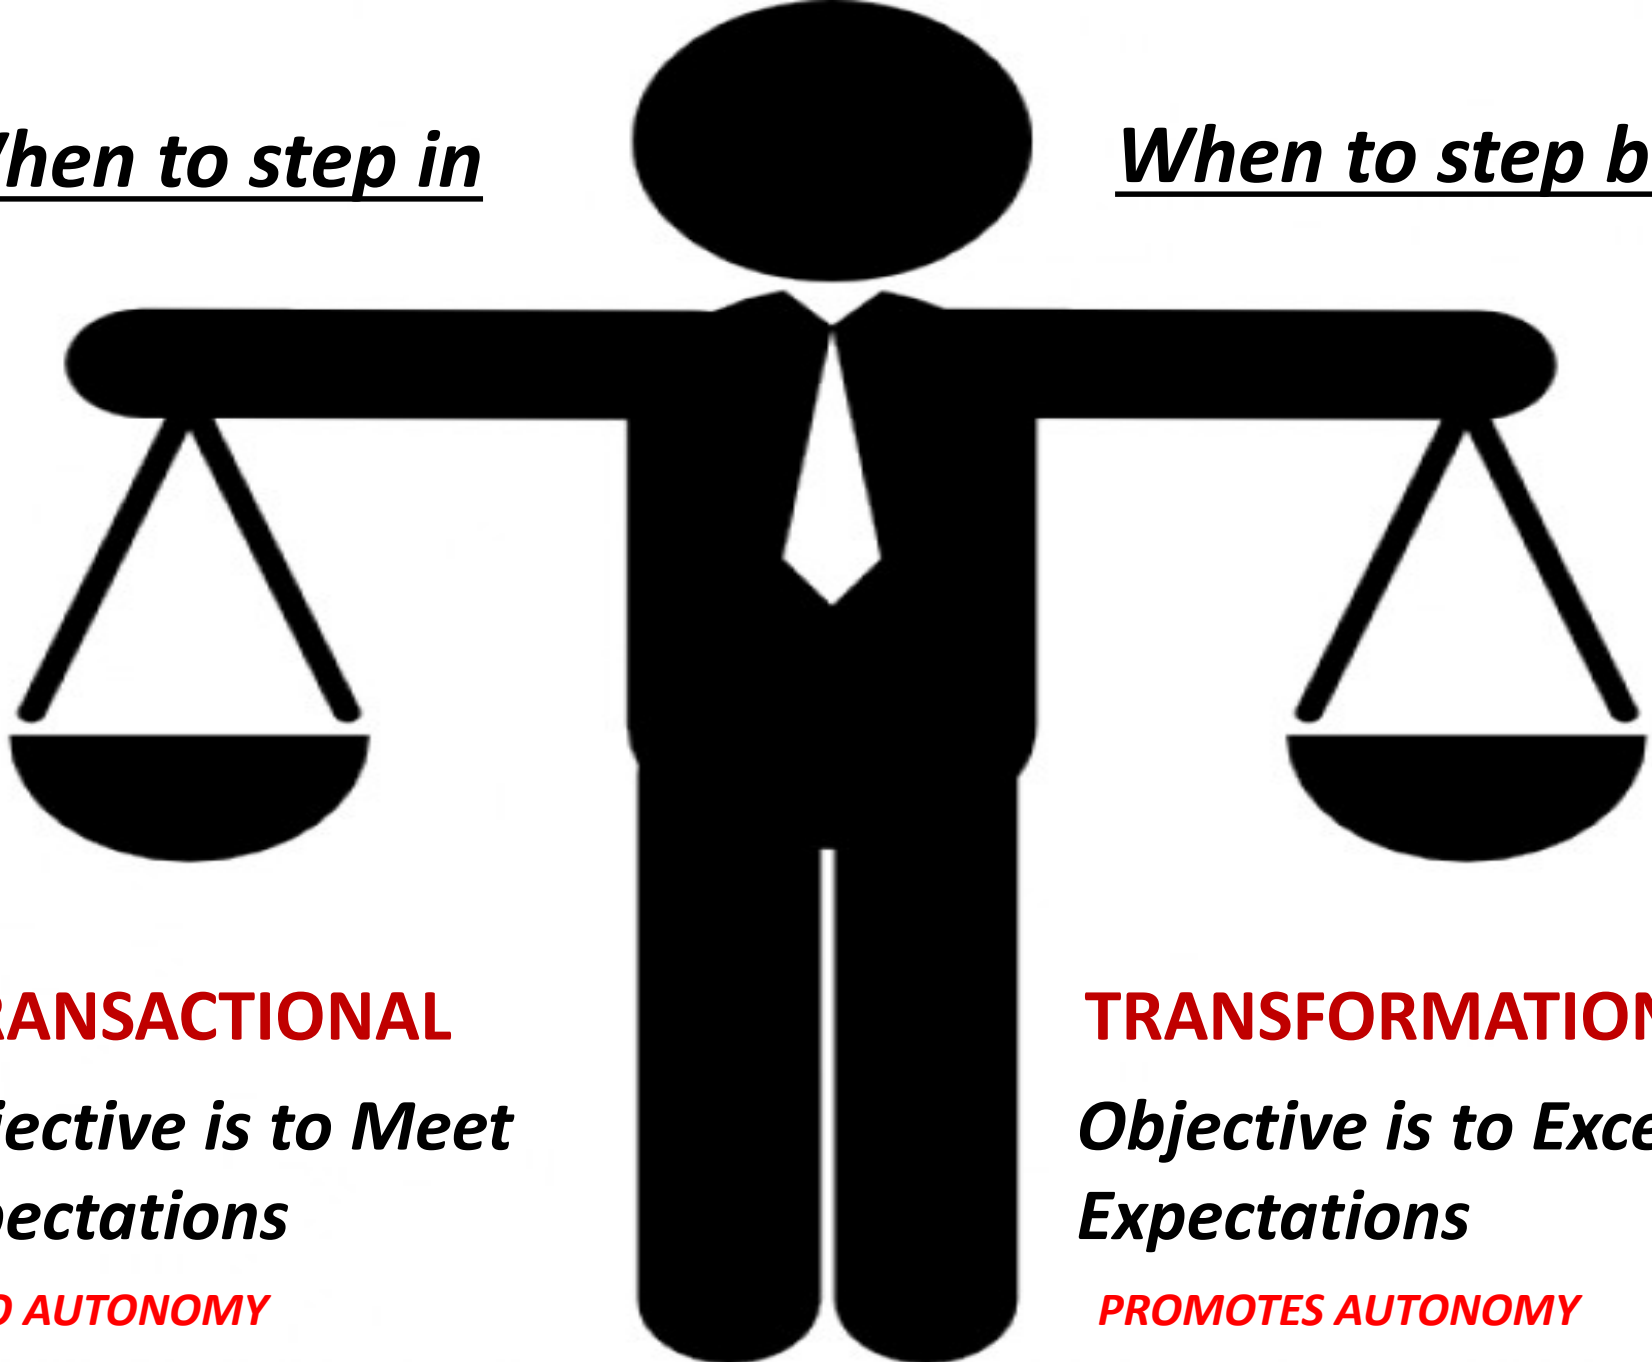 hen to step in
When to step b
RANSACTIONAL
TRANSFORMATION
jective is to Meet
pectations
Objective is to Exce
Expectations
O AUTONOMY
PROMOTES AUTONOMY